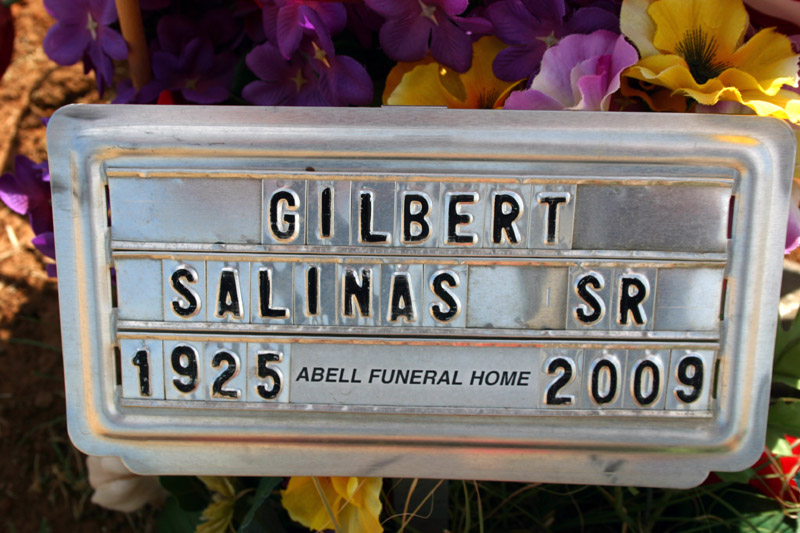 GILBERT
SALINAS SR
1925 ABELL FUNERAL HOME 2009